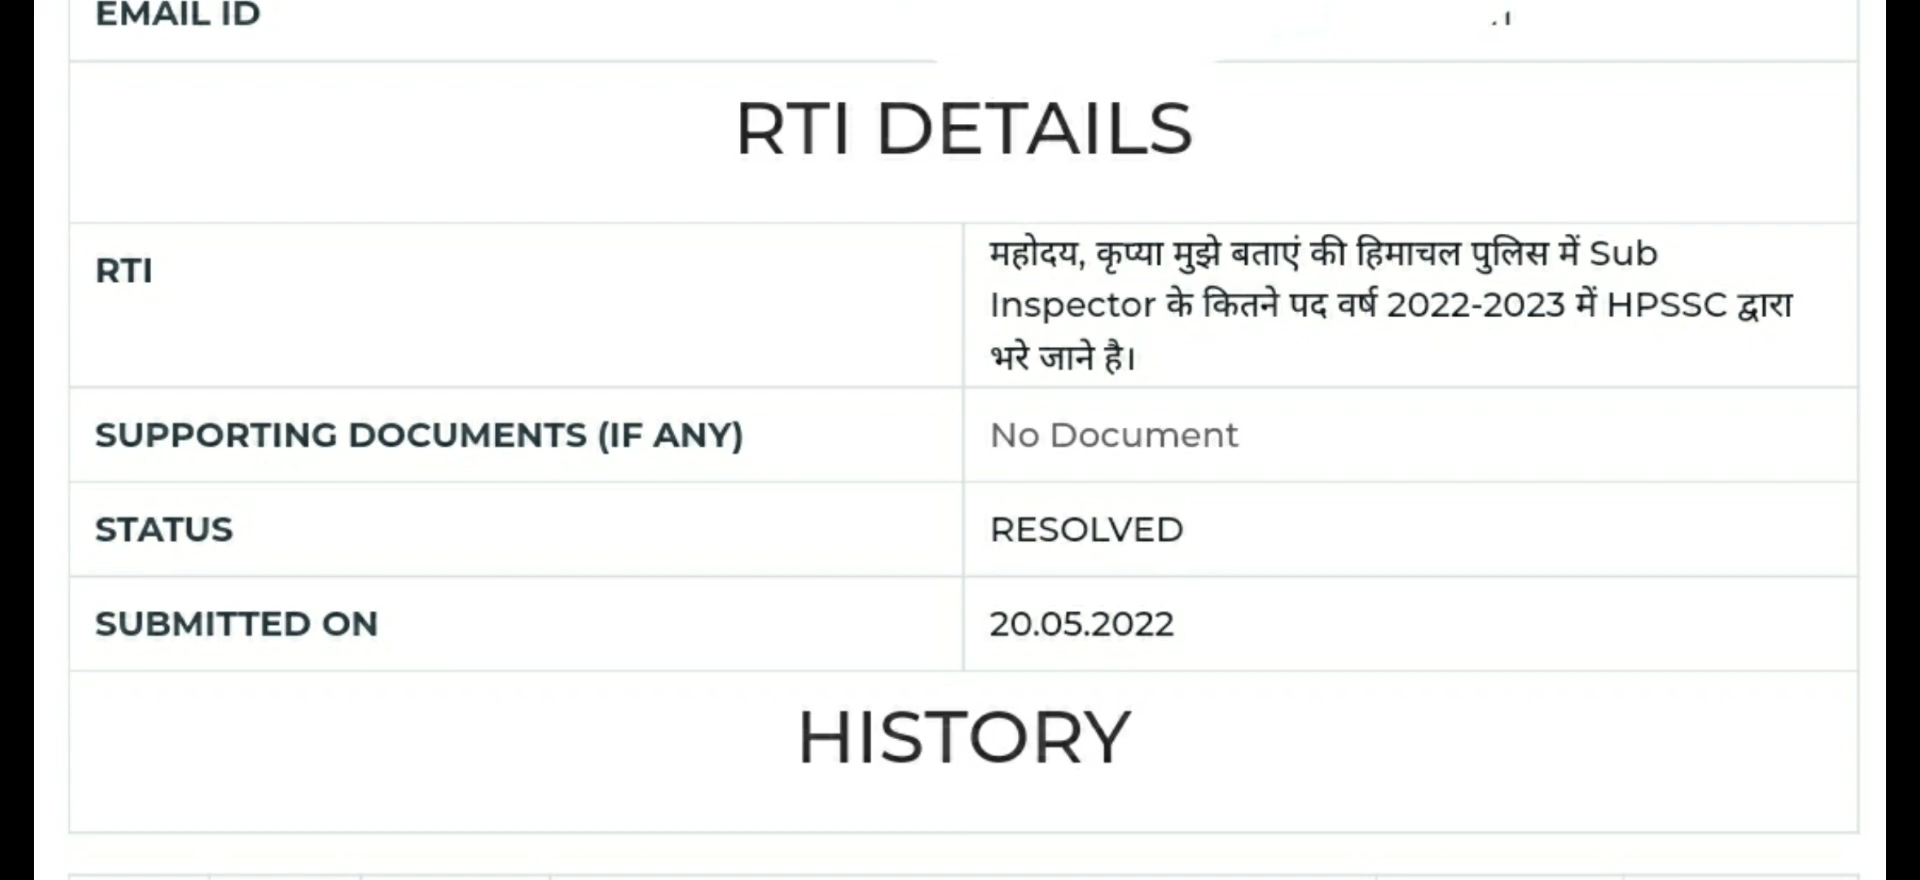 EMAIL ID
RTI DETAILS
RTI
महोदय, कृप्या मुझे बताएं की हिमाचल पुलिस में Sub
Inspector के कितने पद वर्ष 2022-2023 में HPSSC द्वारा
भरे जाने है।
SUPPORTING DOCUMENTS (IF ANY)
No Document
STATUS
RESOLVED
SUBMITTED ON
20.05.2022
HISTORY